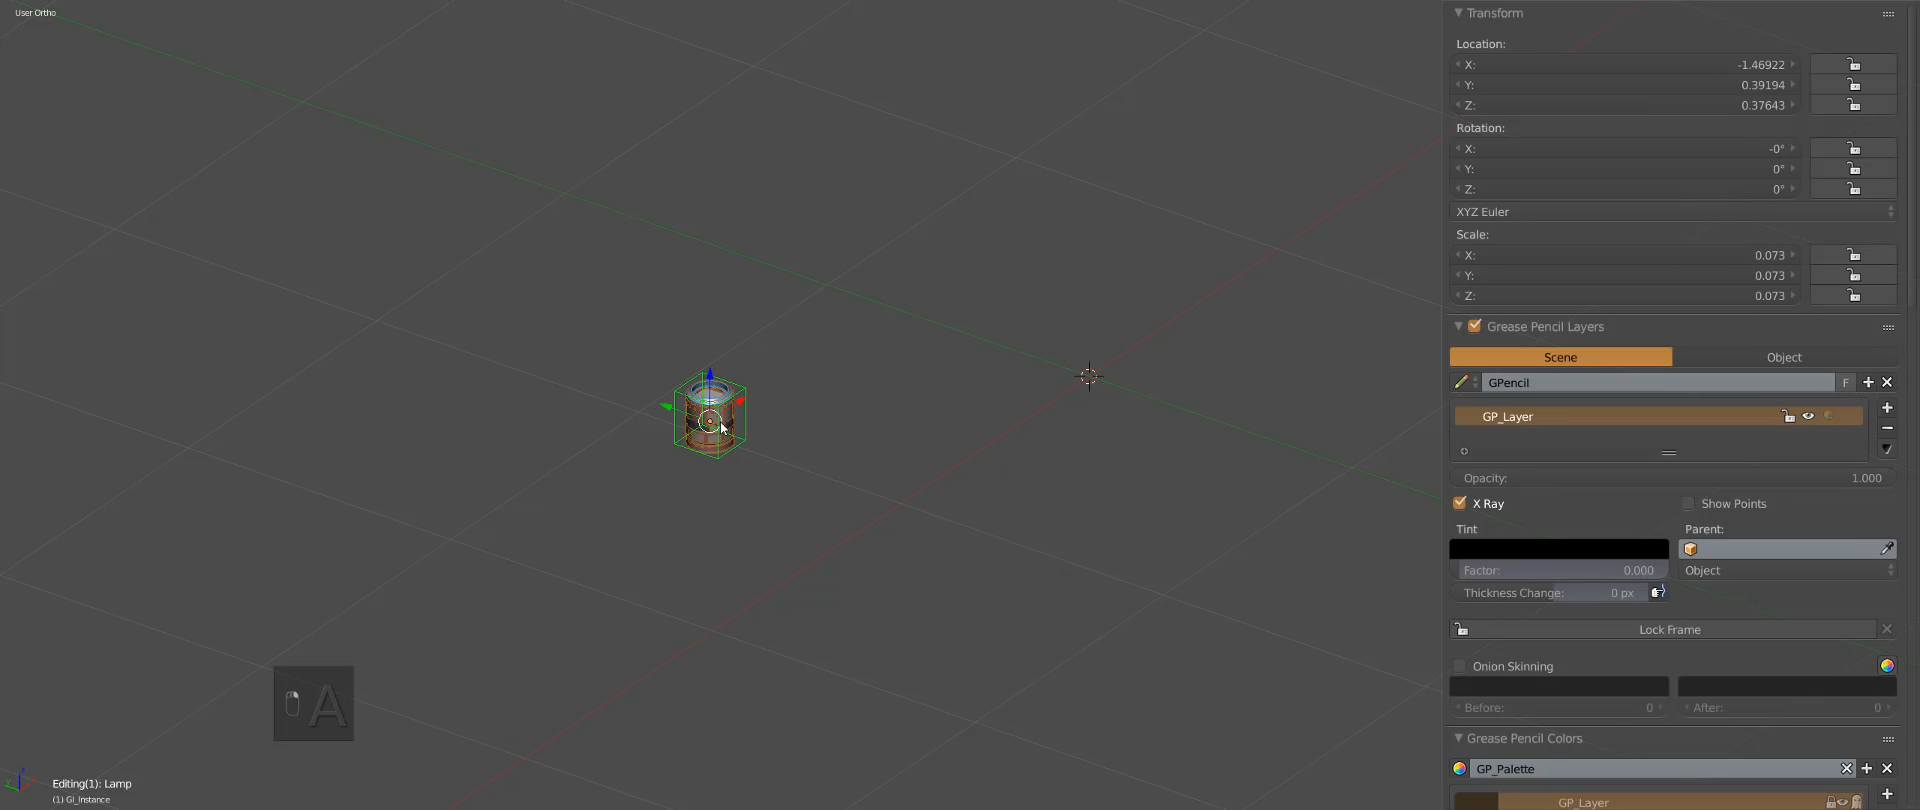 User Ortho
Transform
Location:
X: -1.46922
Y: 0.39194
Z: 0.37643
Rotation:
X: -0°
Y: 0°
Z: 0°
XYZ Euler
Scale:
X: 0.073
Y: 0.073
Z: 0.073
Grease Pencil Layers
Scene Object
GPencil F
GP_Layer
Opacity: 1.000
X Ray Show Points
Tint Parent:
Factor: 0.000 Object
Thickness Change: 0 px
Lock Frame
Onion Skinning
Before: 0 After: 0
Grease Pencil Colors
GP_Palette
GP_Layer
A
z
Editing(1): Lamp
(1) GI_Instance